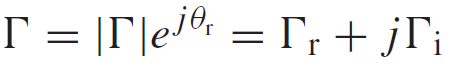 Γ = |Γ|e^{jθ_r} = Γ_r + jΓ_i